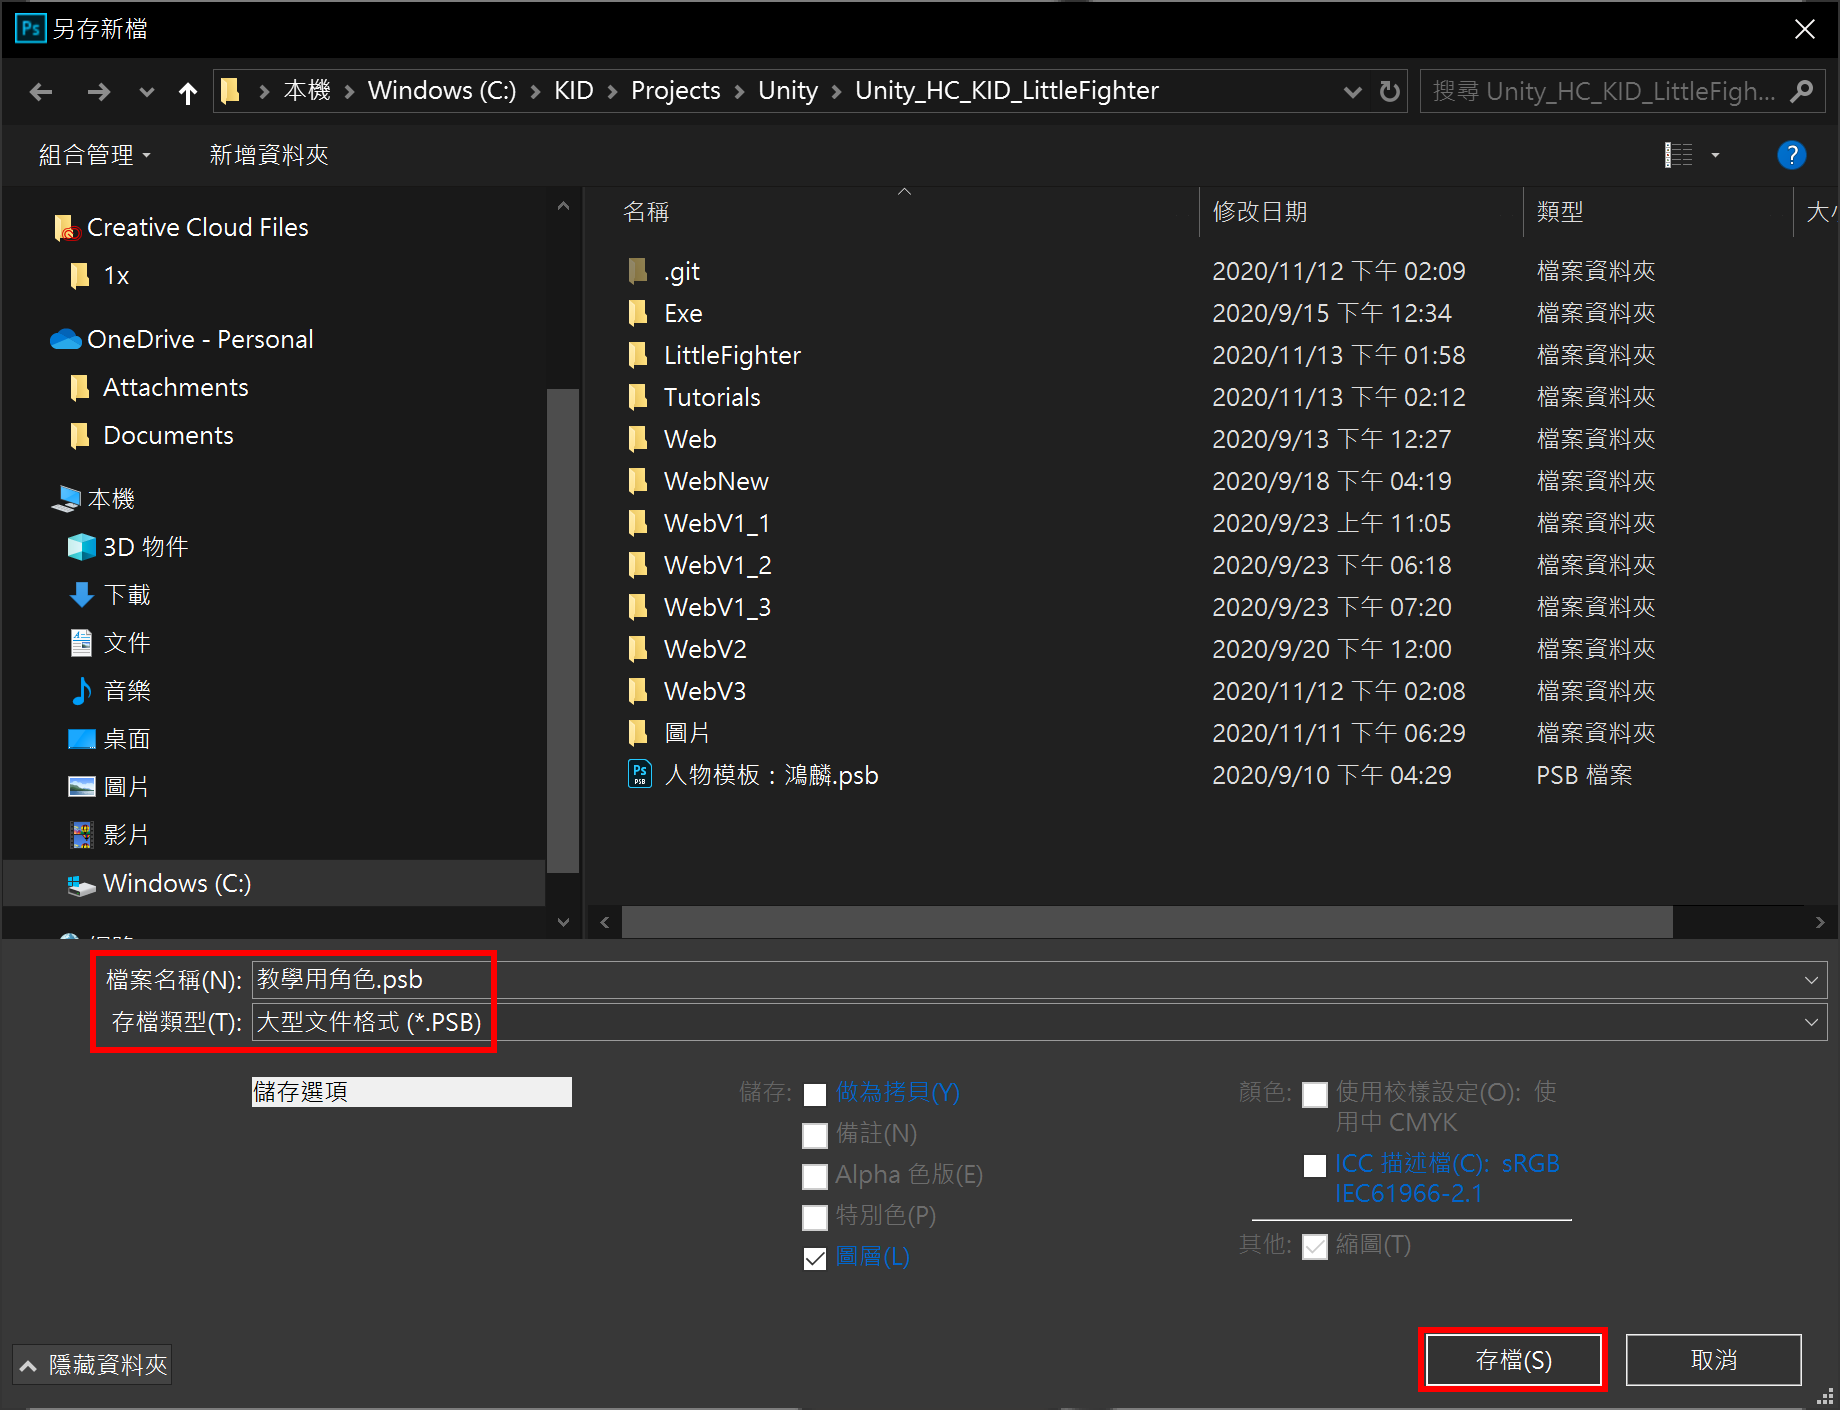 Ps 另存新檔
本機 Windows (C:) KID Projects Unity Unity_HC_KID_LittleFighter 搜尋 Unity_HC_KID_LittleFigh...
組合管理 新增資料夾 ?
名稱 修改日期 類型
Creative Cloud Files
1x
OneDrive - Personal
Attachments
Documents
本機
3D 物件
下載
文件
音樂
桌面
圖片
影片
Windows (C:)
.git 2020/11/12 下午 02:09 檔案資料夾
Exe 2020/9/15 下午 12:34 檔案資料夾
LittleFighter 2020/11/13 下午 01:58 檔案資料夾
Tutorials 2020/11/13 下午 02:12 檔案資料夾
Web 2020/9/13 下午 12:27 檔案資料夾
WebNew 2020/9/18 下午 04:19 檔案資料夾
WebV1_1 2020/9/23 上午 11:05 檔案資料夾
WebV1_2 2020/9/23 下午 06:18 檔案資料夾
WebV1_3 2020/9/23 下午 07:20 檔案資料夾
WebV2 2020/9/20 下午 12:00 檔案資料夾
WebV3 2020/11/12 下午 02:08 檔案資料夾
圖片 2020/11/11 下午 06:29 檔案資料夾
Ps PSB 人物模板：鴻麟.psb 2020/9/10 下午 04:29 PSB 檔案
檔案名稱(N): 教學用角色.psb
存檔類型(T): 大型文件格式 (*.PSB)
儲存選項
儲存: 做為拷貝(Y)
備註(N)
Alpha 色版(E)
特別色(P)
圖層(L)
顏色: 使用校樣設定(O): 使
用中 CMYK
ICC 描述檔(C): sRGB
IEC61966-2.1
其他: 縮圖(T)
隱藏資料夾 存檔(S) 取消